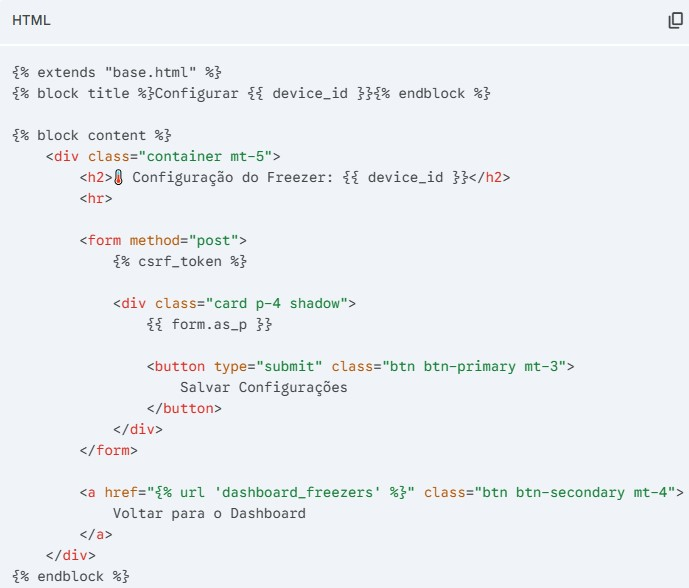 HTML
{% extends "base.html" %}
{% block title %}Configurar {{ device_id }}{% endblock %}
{% block content %}
<div class="container mt-5">
<h2>🌡️ Configuração do Freezer: {{ device_id }}</h2>
<hr>
<form method="post">
{% csrf_token %}
<div class="card p-4 shadow">
{{ form.as_p }}
<button type="submit" class="btn btn-primary mt-3">
Salvar Configurações
</button>
</div>
</form>
<a href="{% url 'dashboard_freezers' %}" class="btn btn-secondary mt-4">
Voltar para o Dashboard
</a>
</div>
{% endblock %}